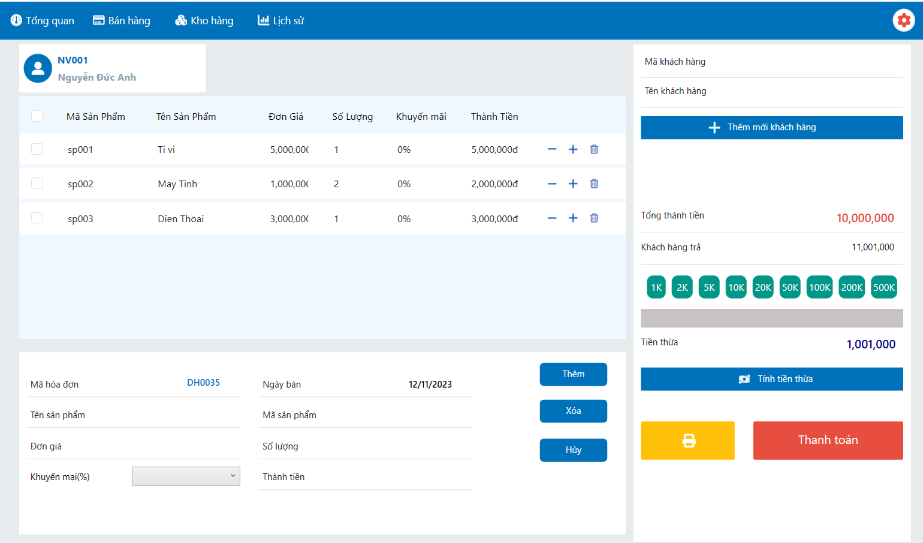 Tổng quan Bán hàng Kho hàng Lịch sử
NV001
Nguyễn Đức Anh
Mã Sản Phẩm Tên Sản Phẩm Đơn Giá Số Lượng Khuyến mãi Thành Tiền
sp001 Ti vi 5,000,00( 1 0% 5,000,000đ
sp002 May Tinh 1,000,00( 2 0% 2,000,000đ
sp003 Dien Thoai 3,000,00( 1 0% 3,000,000đ
Mã hóa đơn DH0035 Ngày bán 12/11/2023
Tên sản phẩm Mã sản phẩm
Đơn giá Số lượng
Khuyến mại(%) Thành tiền
Thêm
Xóa
Hủy
Mã khách hàng
Tên khách hàng
Thêm mới khách hàng
Tổng thành tiền 10,000,000
Khách hàng trả 11,001,000
1K 2K 5K 10K 20K 50K 100K 200K 500K
Tiền thừa 1,001,000
Tính tiền thừa
Thanh toán